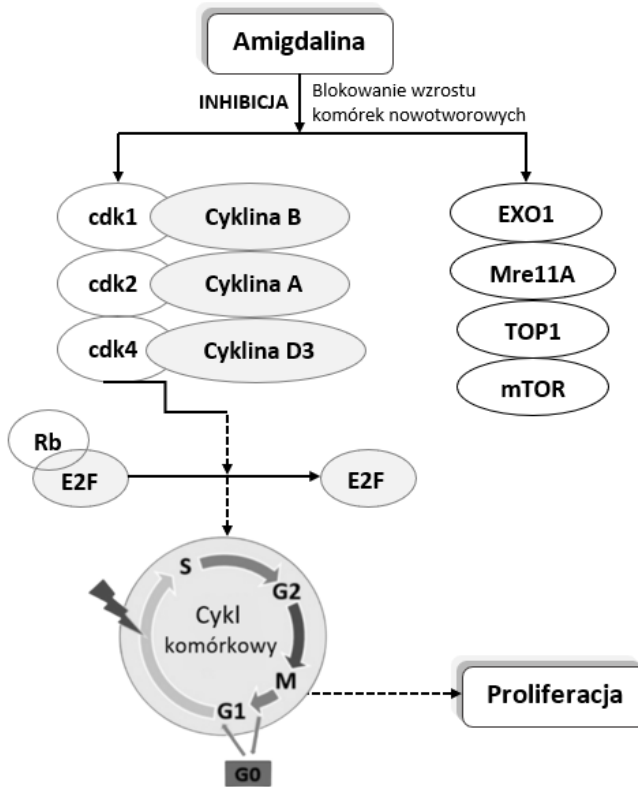 Amigdalina
INHIBICJA
Blokowanie wzrostu
komórek nowotworowych
cdk1
Cyklina B
cdk2
Cyklina A
cdk4
Cyklina D3
EXO1
Mre11A
TOP1
mTOR
Rb
E2F
E2F
S
G2
Cykl
komórkowy
M
G1
G0
Proliferacja